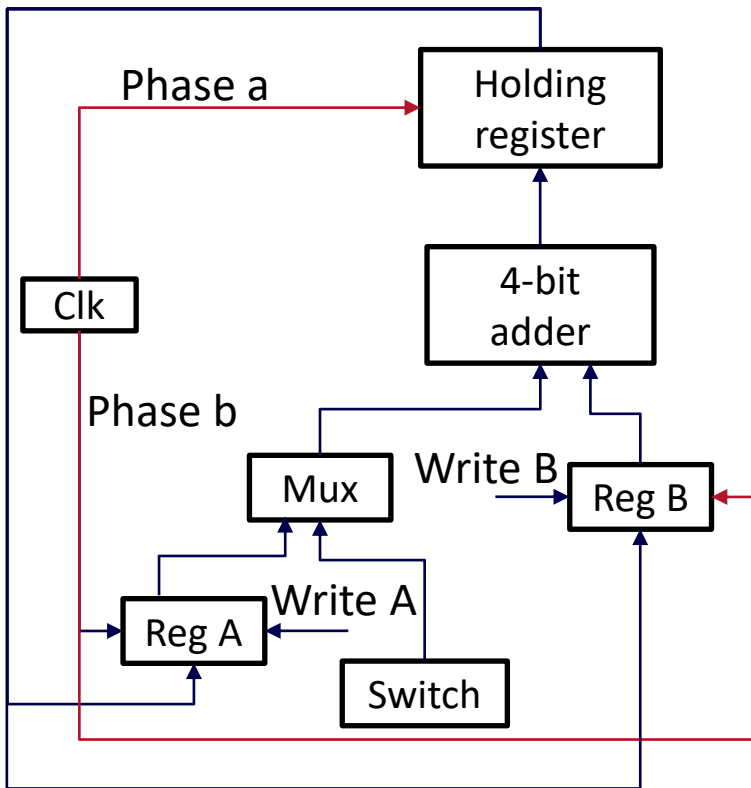 Phase a
Holding
register
Clk
4-bit
adder
Phase b
Mux
Write B
Reg B
Reg A
Write A
Switch